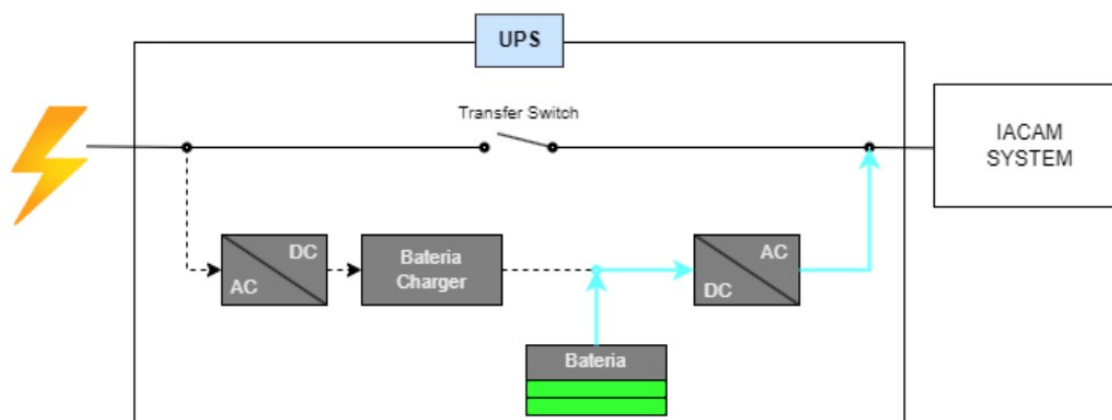 UPS
Transfer Switch
IACAM
SYSTEM
DC
AC
Bateria
Charger
AC
DC
Bateria